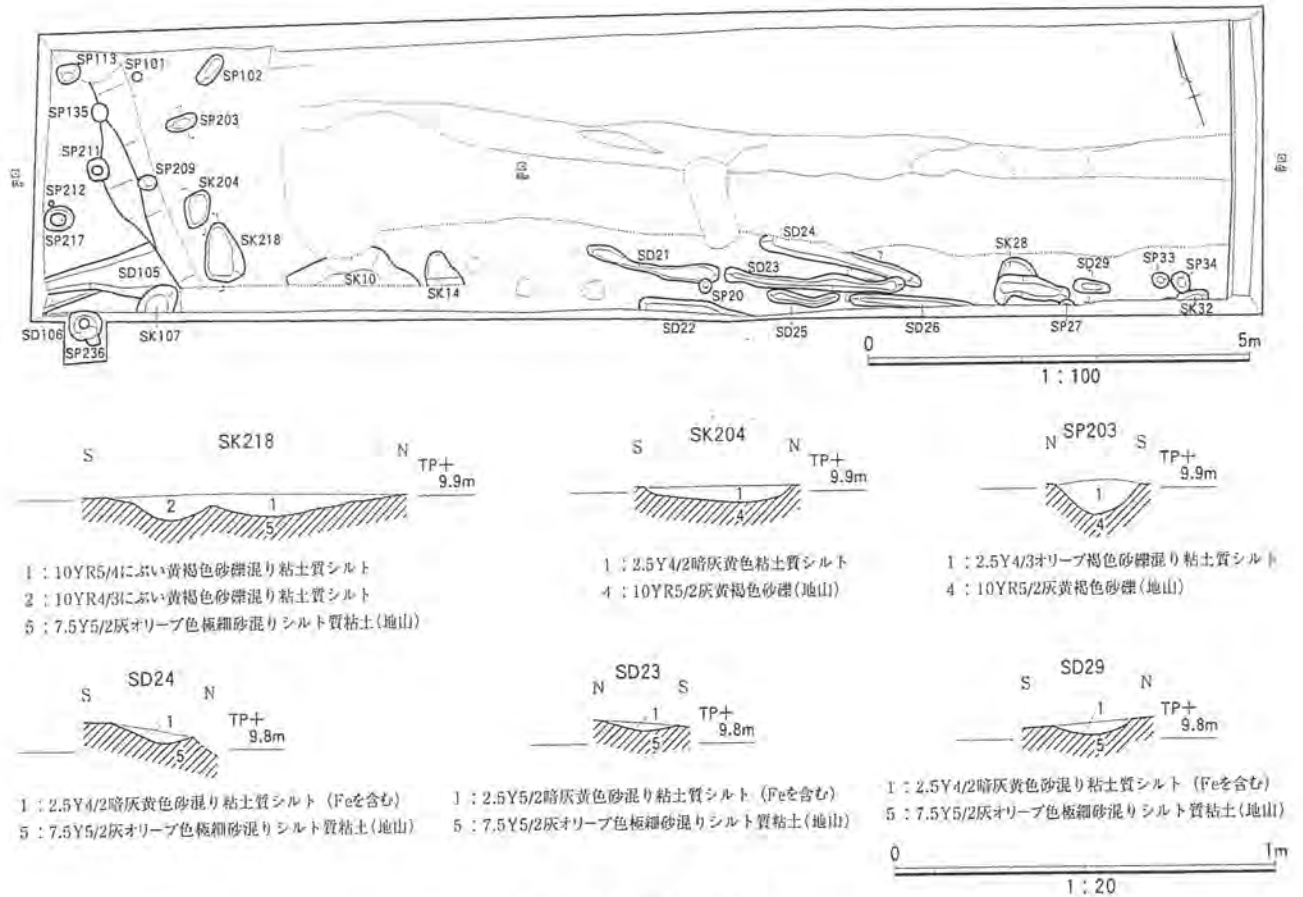 SP113
SP101
SP102
SP135
SP203
SP211
SP209
SP212
SK204
SP217
SK218
SD105
SK10
SK14
SD21
SD24
SD23
SP20
SK28
SD29
SP33
SP34
SK32
SD106
SP236
SK107
SD22
SD25
SD26
SP27
0
5m
1:100
SK218
S
N
TP+
9.9m
2
1
5
1:10YR5/4にぶい黄褐色砂礫混り粘土質シルト
2:10YR4/3にぶい黄褐色砂礫混り粘土質シルト
5:7.5Y5/2灰オリーブ色極細砂混りシルト質粘土(地山)
SK204
S
N
TP+
9.9m
1
4
1:2.5Y4/2暗灰黄色粘土質シルト
4:10YR5/2灰黄褐色砂礫(地山)
SP203
N
S
TP+
9.9m
1
4
1:2.5Y4/3オリーブ褐色砂礫混り粘土質シルト
4:10YR5/2灰黄褐色砂礫(地山)
SD24
S
N
TP+
9.8m
1
5
1:2.5Y4/2暗灰黄色砂混り粘土質シルト (Feを含む)
5:7.5Y5/2灰オリーブ色極細砂混りシルト質粘土(地山)
SD23
N
S
TP+
9.8m
1
5
1:2.5Y5/2暗灰黄色砂混り粘土質シルト (Feを含む)
5:7.5Y5/2灰オリーブ色極細砂混りシルト質粘土(地山)
SD29
S
N
TP+
9.8m
1
5
1:2.5Y4/2暗灰黄色砂混り粘土質シルト (Feを含む)
5:7.5Y5/2灰オリーブ色極細砂混りシルト質粘土(地山)
0
1m
1:20